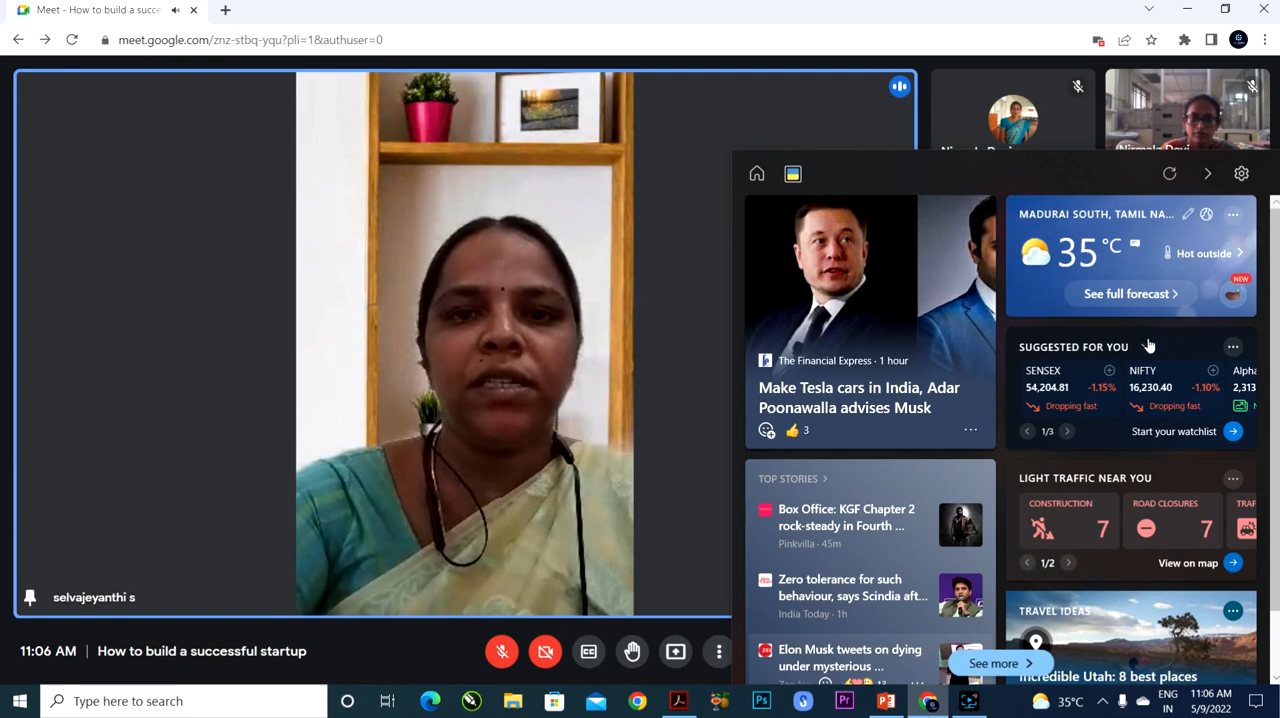 Meet - How to build a succe
meet.google.com/znz-stbq-yqu?pli=1&authuser=0
selvajeyanthi s
11:06 AM | How to build a successful startup
The Financial Express · 1 hour
Make Tesla cars in India, Adar
Poonawalla advises Musk
3
TOP STORIES
Box Office: KGF Chapter 2
rock-steady in Fourth ...
Pinkvilla · 45m
Zero tolerance for such
behaviour, says Scindia aft...
India Today · 1h
Elon Musk tweets on dying
under mysterious ...
MADURAI SOUTH, TAMIL NA...
35 °C
Hot outside
NEW
See full forecast
SUGGESTED FOR YOU
SENSEX NIFTY Alpha
54,204.81 -1.15% 16,230.40 -1.10% 2,313
Dropping fast Dropping fast
1/3 Start your watchlist
LIGHT TRAFFIC NEAR YOU
CONSTRUCTION ROAD CLOSURES TRAF
7 7
1/2 View on map
TRAVEL IDEAS
Incredible Utah: 8 best places
See more
Type here to search
Ps
Pr
35°C
ENG
IN
11:06 AM
5/9/2022